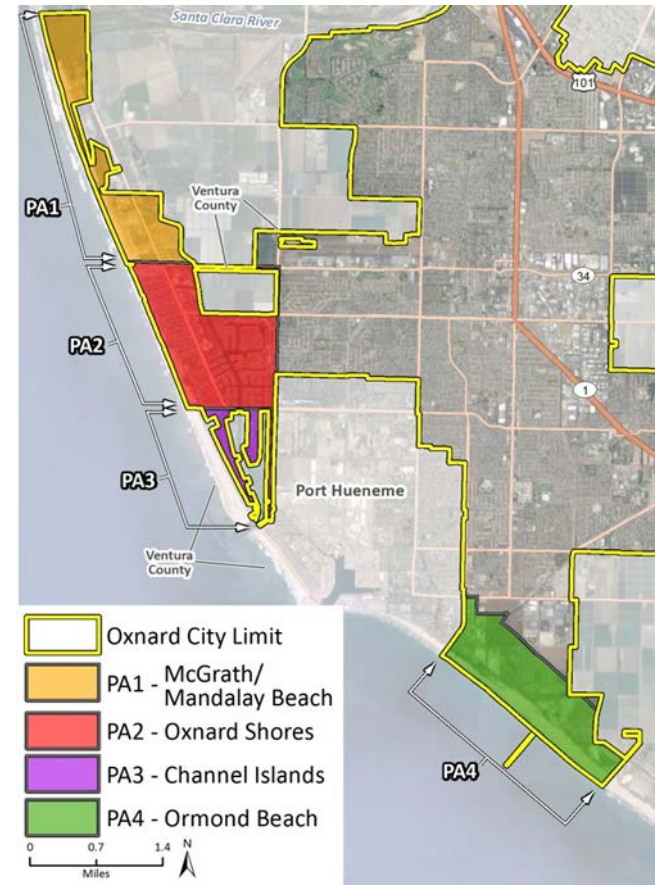 Santa Clara River
101
PA1
Ventura
County
34
PA2
1
PA3
Port Hueneme
Ventura
County
PA4
Oxnard City Limit
PA1 - McGrath/
Mandalay Beach
PA2 - Oxnard Shores
PA3 - Channel Islands
PA4 - Ormond Beach
0 0.7 1.4
Miles
N